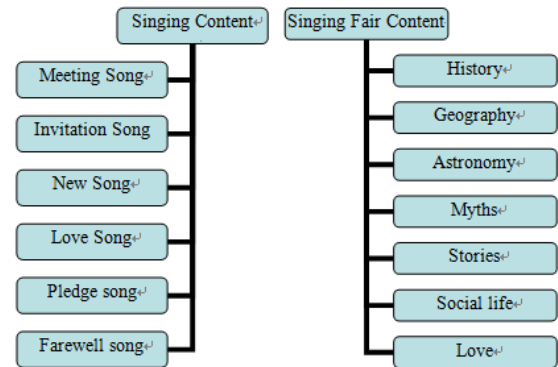 Singing Content
Meeting Song
Invitation Song
New Song
Love Song
Pledge song
Farewell song
Singing Fair Content
History
Geography
Astronomy
Myths
Stories
Social life
Love